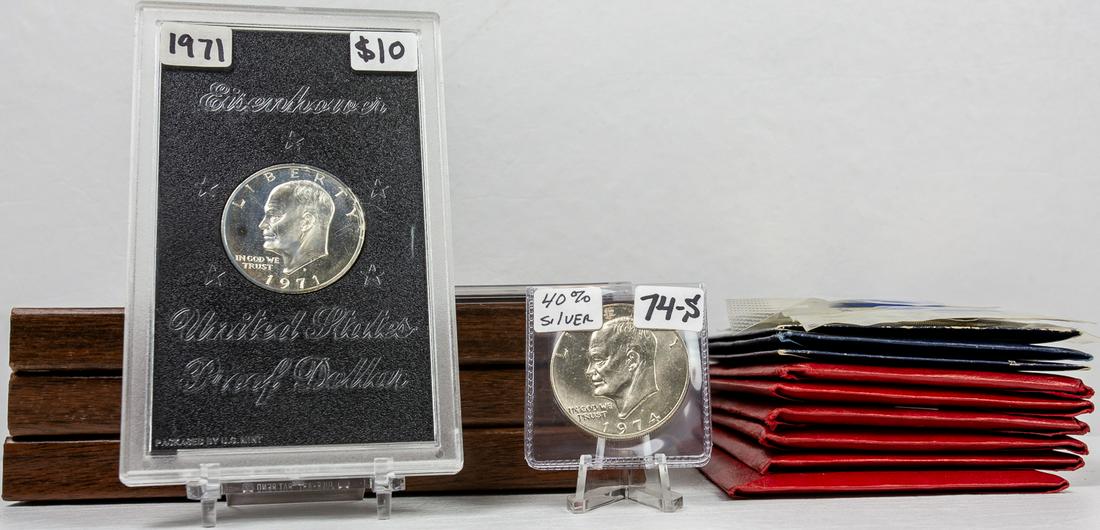 1971
$10
Eisenhower
LIBERTY
IN GOD WE
TRUST
1971
United States
Proof Dollar
PACKAGED BY U.S. MINT
40%
SILVER
74-S
IN GOD WE
TRUST
1974